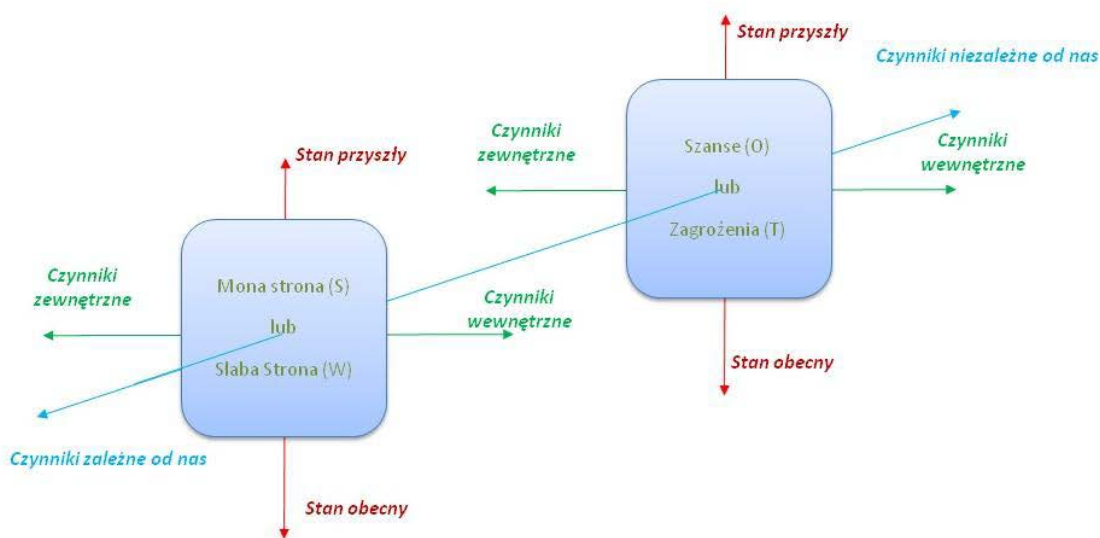 Stan przyszły
Czynniki niezależne od nas
Czynniki
zewnętrzne
Szanse (O)
lub
Zagrożenia (T)
Czynniki
wewnętrzne
Stan przyszły
Czynniki
zewnętrzne
Mona strona (S)
lub
Słaba Strona (W)
Czynniki
wewnętrzne
Stan obecny
Czynniki zależne od nas
Stan obecny